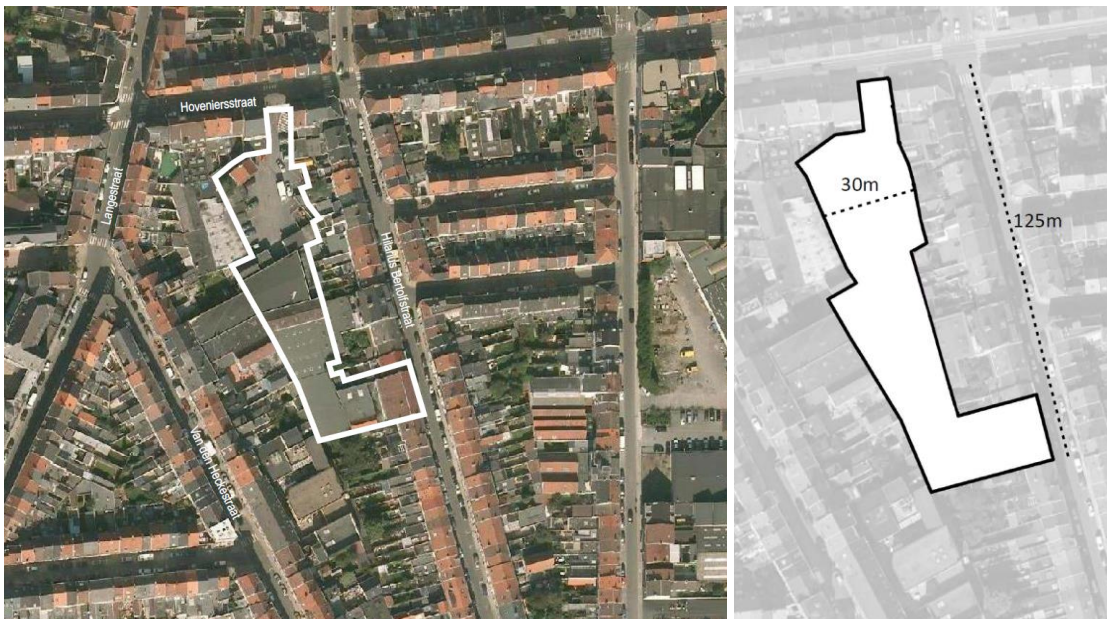 Hoveniersstraat
Langestraat
Hilarius Bertolfstraat
Van den Heckestraat
30m
125m